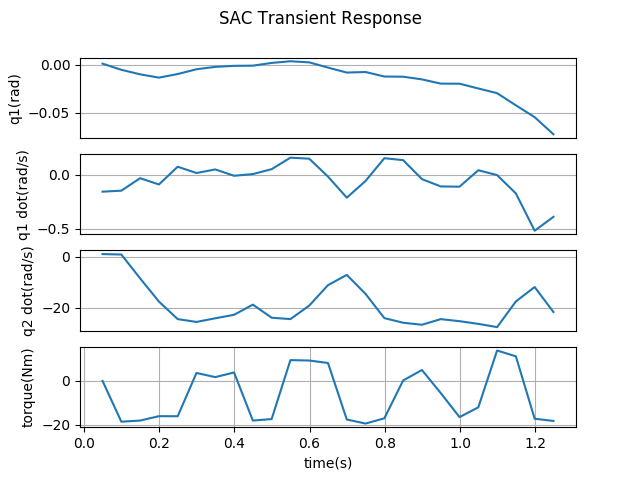 SAC Transient Response
q1(rad)
0.00
−0.05
q1 dot(rad/s)
0.0
−0.5
q2 dot(rad/s)
0
−20
torque(Nm)
0
−20
0.0 0.2 0.4 0.6 0.8 1.0 1.2
time(s)